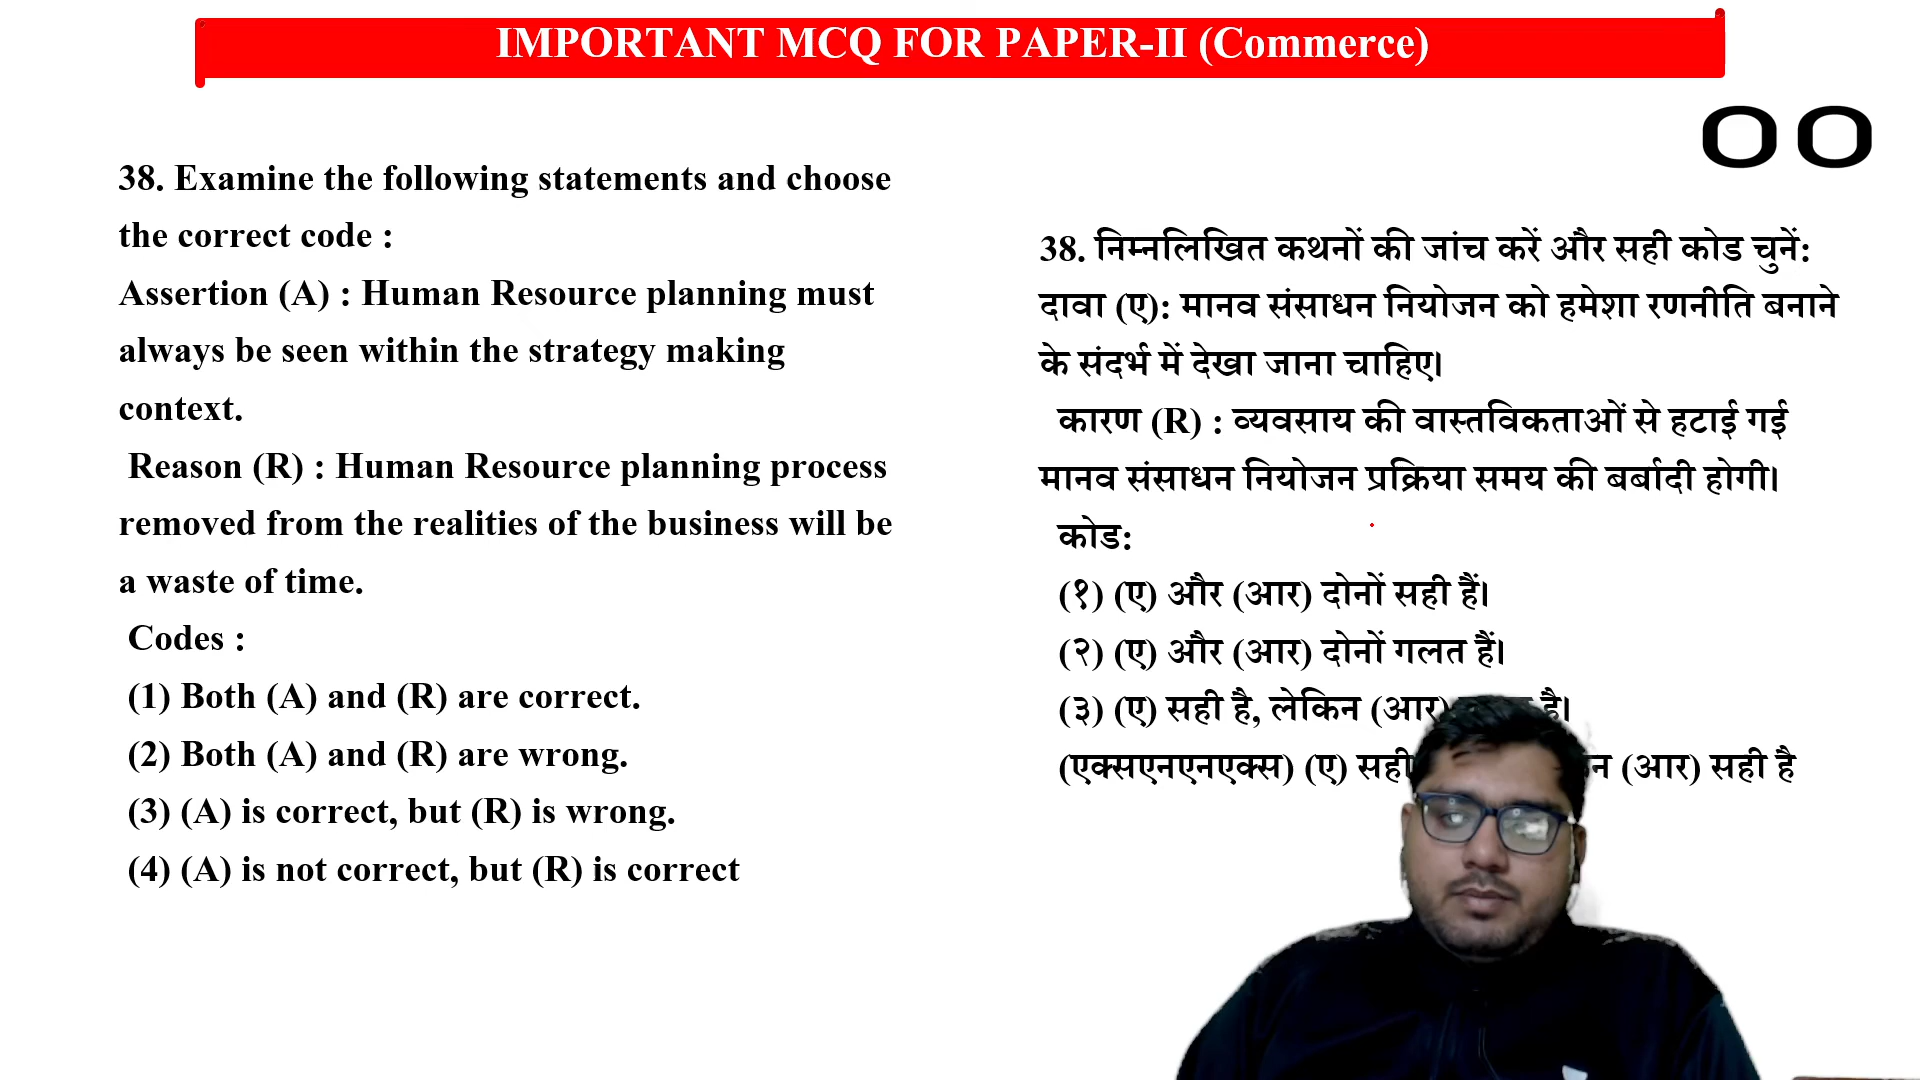 IMPORTANT MCQ FOR PAPER-II (Commerce)
00
38. Examine the following statements and choose
the correct code :
Assertion (A) : Human Resource planning must
always be seen within the strategy making
context.
Reason (R) : Human Resource planning process
removed from the realities of the business will be
a waste of time.
Codes :
(1) Both (A) and (R) are correct.
(2) Both (A) and (R) are wrong.
(3) (A) is correct, but (R) is wrong.
(4) (A) is not correct, but (R) is correct
38. निम्नलिखित कथनों की जांच करें और सही कोड चुनें:
दावा (ए): मानव संसाधन नियोजन को हमेशा रणनीति बनाने
के संदर्भ में देखा जाना चाहिए।
कारण (R) : व्यवसाय की वास्तविकताओं से हटाई गई
मानव संसाधन नियोजन प्रक्रिया समय की बर्बादी होगी।
कोड:
(१) (ए) और (आर) दोनों सही हैं।
(२) (ए) और (आर) दोनों गलत हैं।
(३) (ए) सही है, लेकिन (आर) है।
(एक्सएनएनएक्स) (ए) सही (आर) सही है